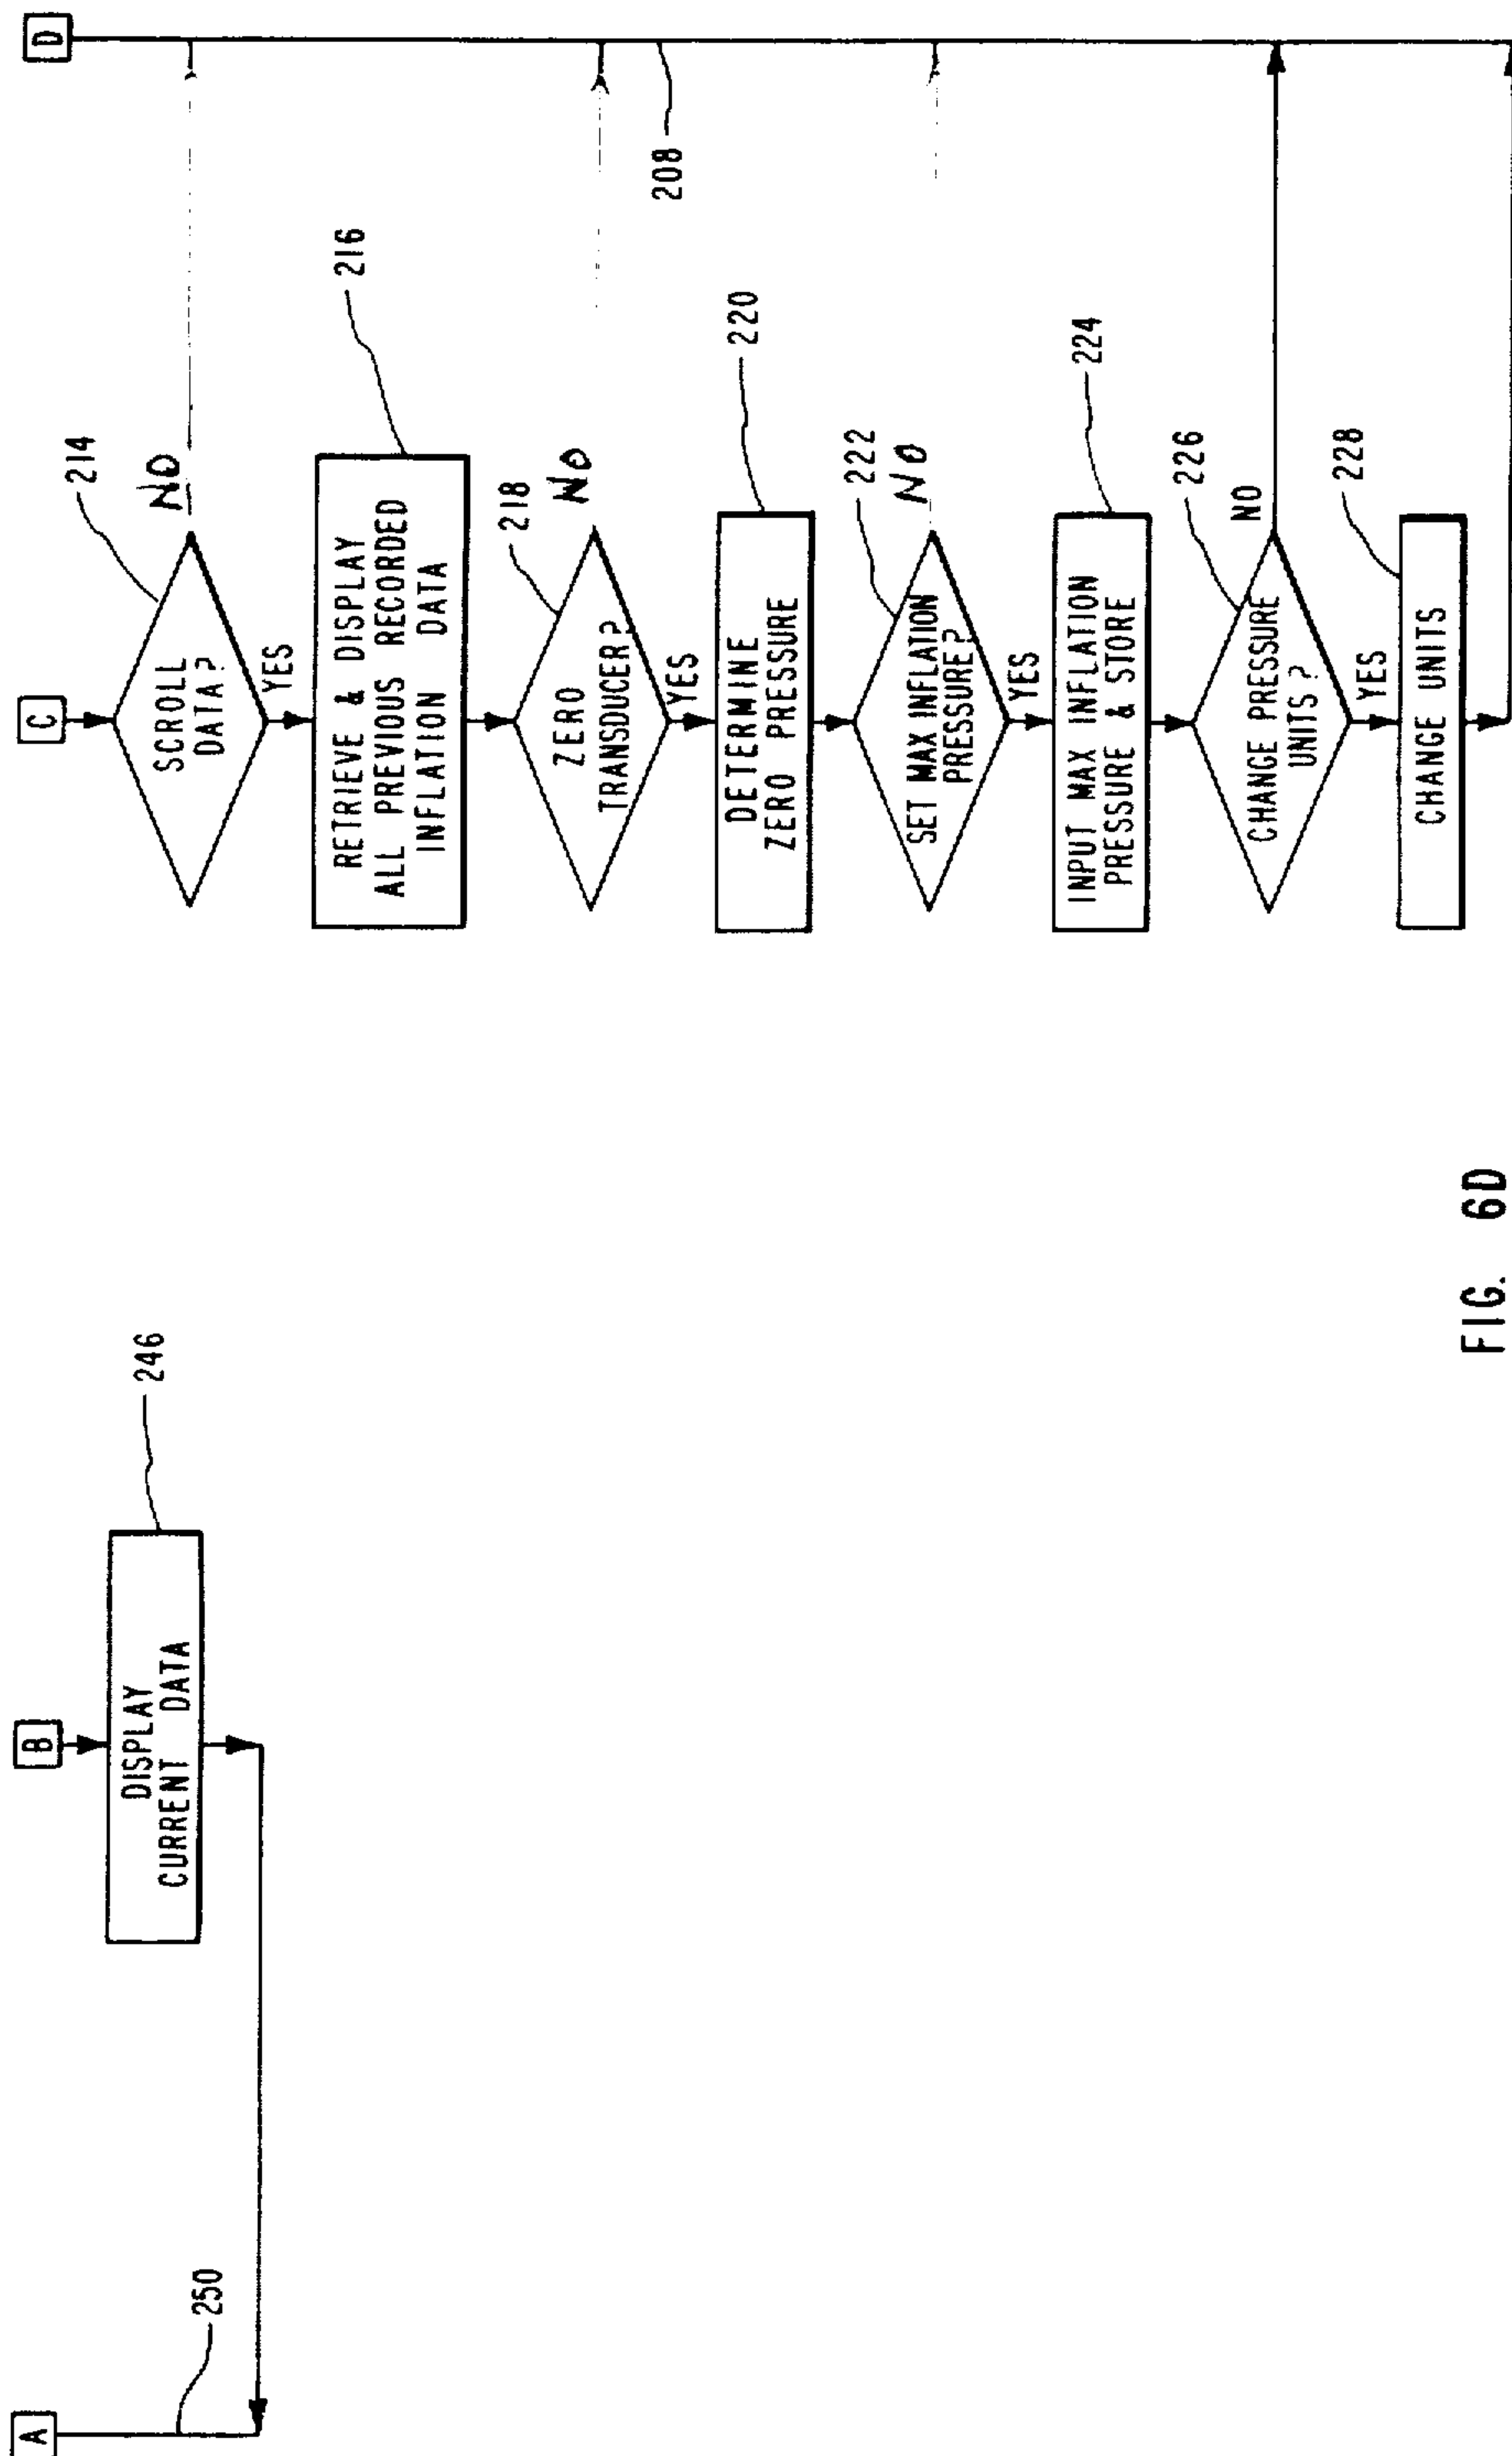 A
250
B
DISPLAY
CURRENT DATA
246
C
SCROLL
DATA?
214
NO
YES
RETRIEVE & DISPLAY
ALL PREVIOUS RECORDED
INFLATION DATA
216
ZERO
TRANSDUCER?
218
NO
YES
DETERMINE
ZERO PRESSURE
220
SET MAX INFLATION
PRESSURE?
222
NO
YES
INPUT MAX INFLATION
PRESSURE & STORE
224
CHANGE PRESSURE
UNITS?
226
NO
YES
CHANGE UNITS
228
D
208
FIG. 6D